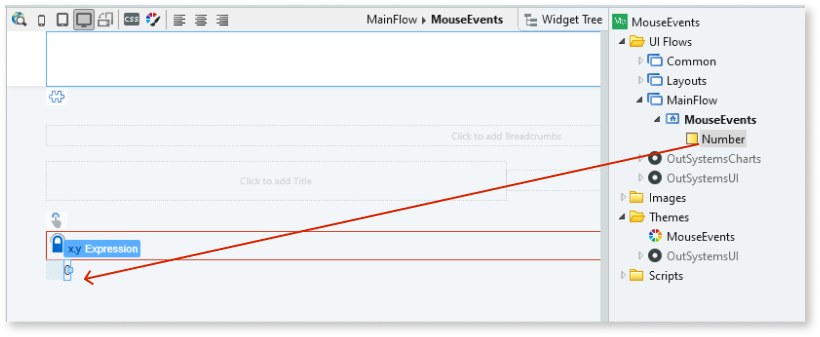 CSS
MainFlow ▸ MouseEvents
Widget Tree
Click to add Breadcrumbs
Click to add Title
x.y Expression
MouseEvents
UI Flows
Common
Layouts
MainFlow
MouseEvents
Number
OutSystemsCharts
OutSystemsUI
Images
Themes
MouseEvents
OutSystemsUI
Scripts